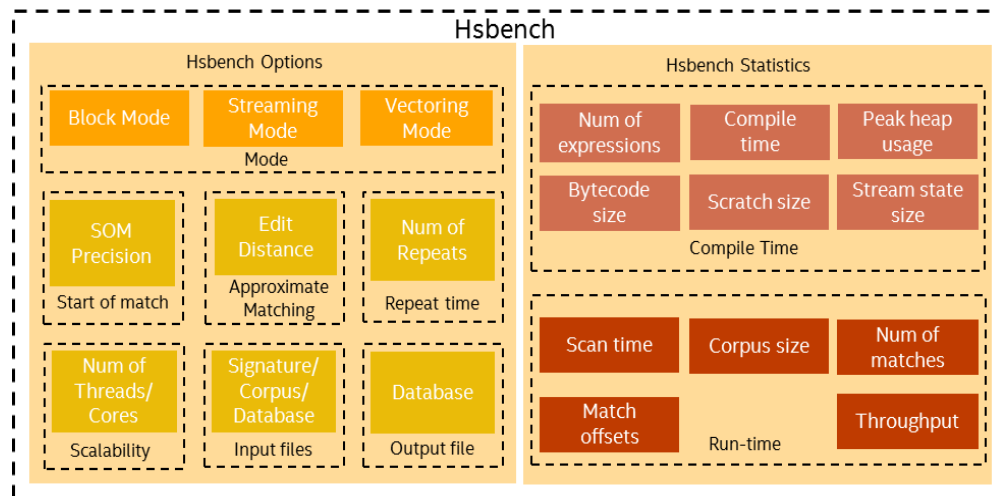 Hsbench
Hsbench Options
Block Mode
Streaming
Mode
Vectoring
Mode
Mode
SOM
Precision
Start of match
Edit
Distance
Approximate
Matching
Num of
Repeats
Repeat time
Num of
Threads/
Cores
Scalability
Signature/
Corpus/
Database
Input files
Database
Output file
Hsbench Statistics
Num of
expressions
Compile
time
Peak heap
usage
Bytecode
size
Scratch size
Stream state
size
Compile Time
Scan time
Corpus size
Num of
matches
Match
offsets
Throughput
Run-time